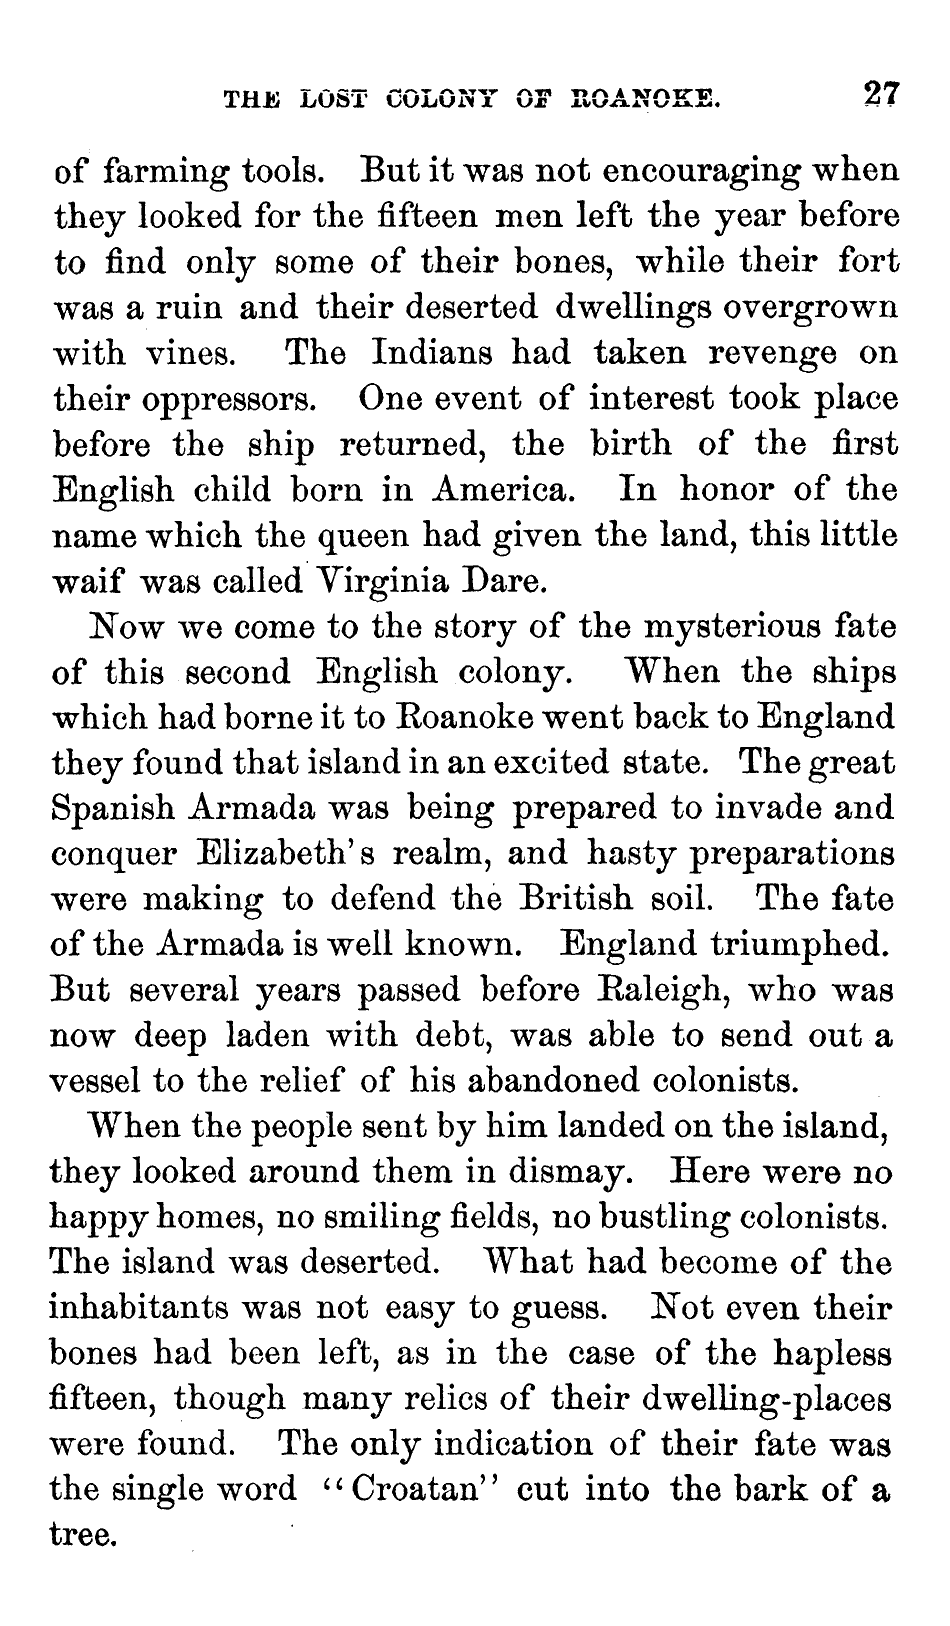 THE LOST COLONY OF ROANOKE. 27
of farming tools. But it was not encouraging when
they looked for the fifteen men left the year before
to find only some of their bones, while their fort
was a ruin and their deserted dwellings overgrown
with vines. The Indians had taken revenge on
their oppressors. One event of interest took place
before the ship returned, the birth of the first
English child born in America. In honor of the
name which the queen had given the land, this little
waif was called Virginia Dare.
Now we come to the story of the mysterious fate
of this second English colony. When the ships
which had borne it to Roanoke went back to England
they found that island in an excited state. The great
Spanish Armada was being prepared to invade and
conquer Elizabeth's realm, and hasty preparations
were making to defend the British soil. The fate
of the Armada is well known. England triumphed.
But several years passed before Raleigh, who was
now deep laden with debt, was able to send out a
vessel to the relief of his abandoned colonists.
When the people sent by him landed on the island,
they looked around them in dismay. Here were no
happy homes, no smiling fields, no bustling colonists.
The island was deserted. What had become of the
inhabitants was not easy to guess. Not even their
bones had been left, as in the case of the hapless
fifteen, though many relics of their dwelling-places
were found. The only indication of their fate was
the single word "Croatan" cut into the bark of a
tree.